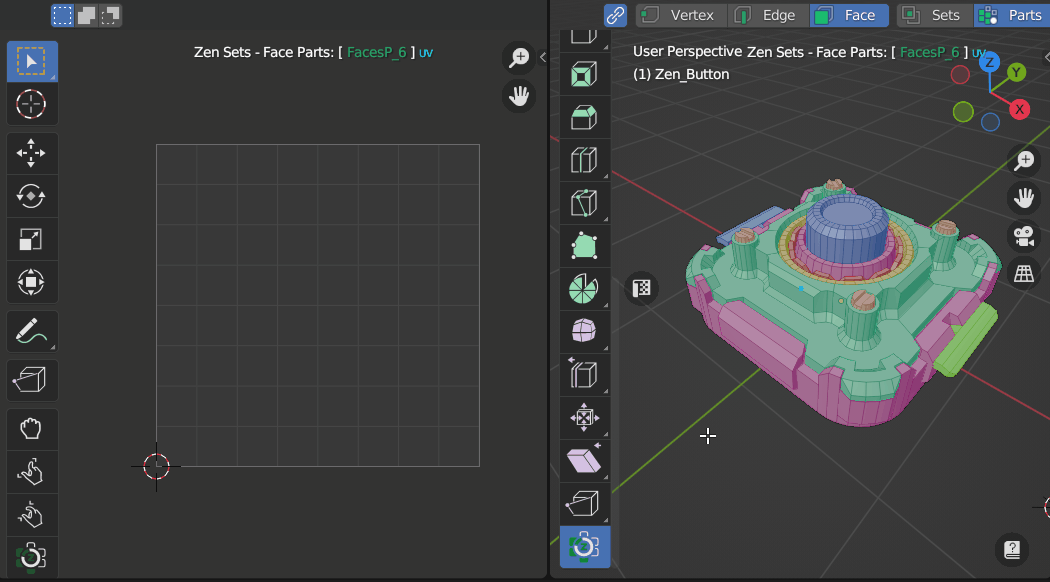 Vertex Edge Face Sets Parts
Zen Sets - Face Parts: [ FacesP_6 ] uv
User Perspective Zen Sets - Face Parts: [ FacesP_6 ] uv
(1) Zen_Button
Z
Y
X